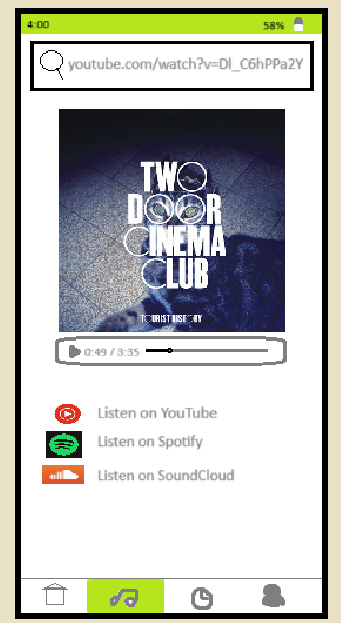 4:00 58%
youtube.com/watch?v=Dl_C6hPPa2Y
TWO
DOOR
CINEMA
CLUB
TOURIST HISTORY
0:49 / 3:35
Listen on YouTube
Listen on Spotify
Listen on SoundCloud